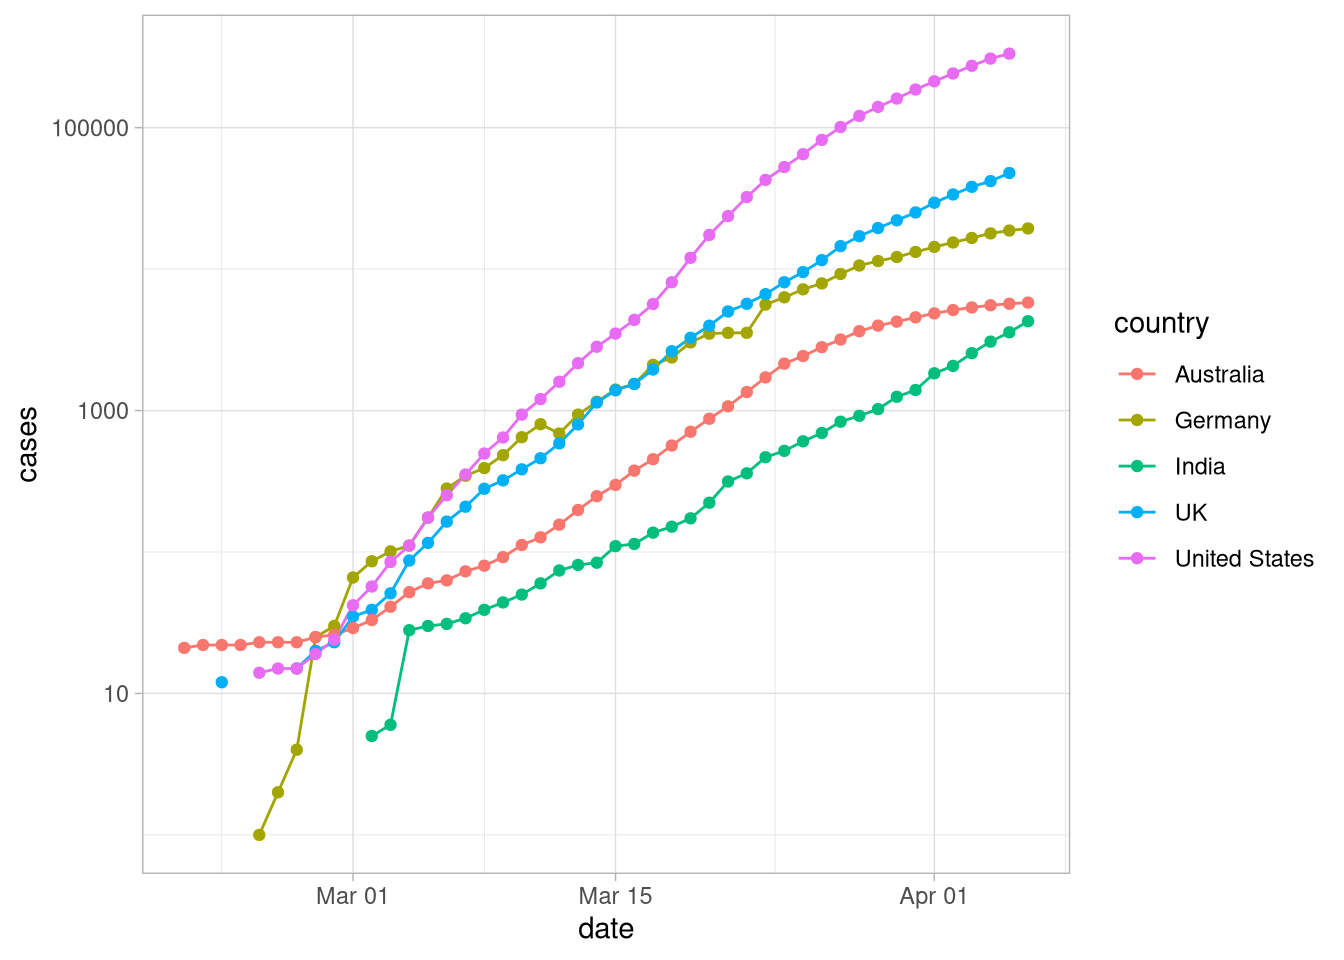 100000
1000
10
cases
Mar 01
Mar 15
Apr 01
date
country
Australia
Germany
India
UK
United States